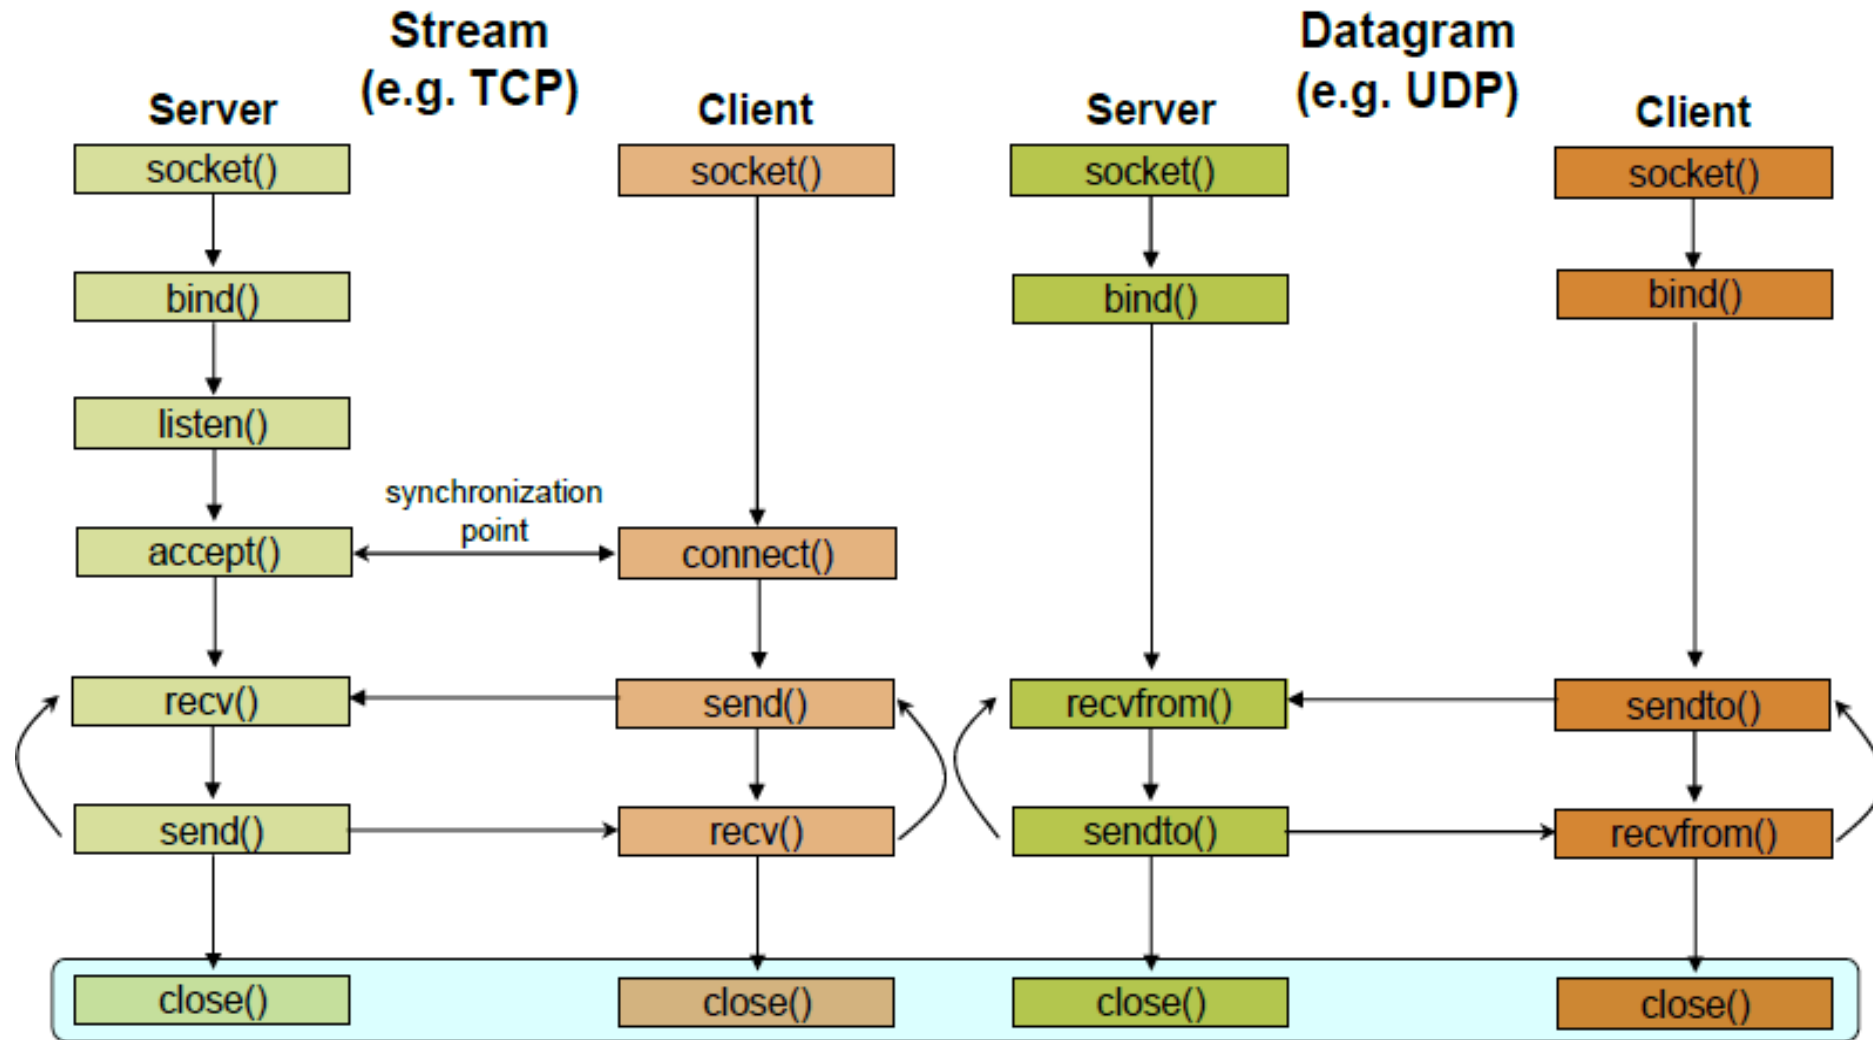 Stream
(e.g. TCP)
Datagram
(e.g. UDP)
Server
Client
Server
Client
socket()
socket()
socket()
socket()
bind()
bind()
bind()
listen()
synchronization
point
accept()
connect()
recv()
send()
recvfrom()
sendto()
send()
recv()
sendto()
recvfrom()
close()
close()
close()
close()